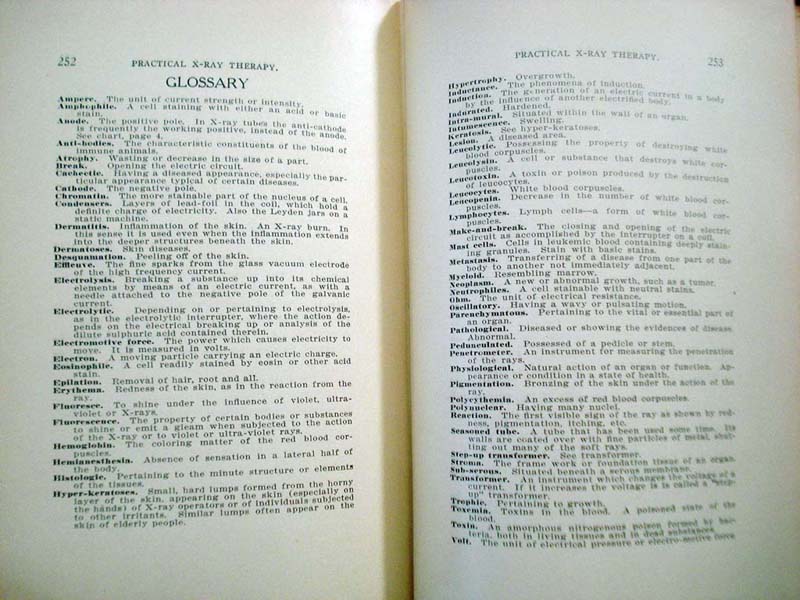 252
PRACTICAL X-RAY THERAPY.
GLOSSARY
Ampere. The unit of current strength or intensity.
Amphophile. A cell staining with either an acid or basic
stain.
Anode. The positive pole. In X-ray tubes the anti-cathode
is frequently the working positive, instead of the anode.
See chart, page 4.
Anti-bodies. The characteristic constituents of the blood of
immune animals.
Atrophy. Wasting or decrease in the size of a part.
Break. Opening the electric circuit.
Cachectic. Having a diseased appearance, especially the par-
ticular appearance typical of certain diseases.
Cathode. The negative pole.
Chromatin. The more stainable part of the nucleus of a cell.
Condensers. Layers of lead-foil in the coil, which hold a
definite charge of electricity. Also the Leyden jars on a
static machine.
Dermatitis. Inflammation of the skin. An X-ray burn. In
this sense it is used even when the inflammation extends
into the deeper structures beneath the skin.
Dermatoses. Skin diseases.
Desquamation. Peeling off of the skin.
Effleuve. The fine sparks from the glass vacuum electrode
of the high frequency current.
Electrolysis. Breaking a substance up into its chemical
elements by means of an electric current, as with a
needle attached to the negative pole of the galvanic
current.
Electrolytic. Depending on or pertaining to electrolysis,
as in the electrolytic interrupter, where the action de-
pends on the electrical breaking up or analysis of the
dilute sulphuric acid contained therein.
Electromotive force. The power which causes electricity to
move. It is measured in volts.
Electron. A moving particle carrying an electric charge.
Eosinophile. A cell readily stained by eosin or other acid
stain.
Epilation. Removal of hair, root and all.
Erythema. Redness of the skin, as in the reaction from the
ray.
Fluoresce. To shine under the influence of violet, ultra-
violet or X-rays.
Fluorescence. The property of certain bodies or substances
to shine or emit a gleam when subjected to the action
of the X-ray or to violet or ultra-violet rays.
Hemoglobin. The coloring matter of the red blood cor-
puscles.
Hemianesthesia. Absence of sensation in a lateral half of
the body.
Histologic. Pertaining to the minute structure or elements
of the tissues.
Hyper-keratoses. Small, hard lumps formed from the horny
layer of the skin, appearing on the skin (especially on
the hands) of X-ray operators or of individuals subjected
to other irritants. Similar lumps often appear on the
skin of elderly people.
PRACTICAL X-RAY THERAPY.
253
Hypertrophy. Overgrowth.
Inductance. The phenomena of induction.
Induction. The generation of an electric current in a body
by the influence of another electrified body.
Indurated. Hardened.
Intra-mural. Situated within the wall of an organ.
Intumescence. Swelling.
Keratosis. See hyper-keratoses.
Lesion. A diseased area.
Leucolytic. Possessing the property of destroying white
blood corpuscles.
Leucolysin. A cell or substance that destroys white cor-
puscles.
Leucotoxin. A toxin or poison produced by the destruction
of leucocytes.
Leucocytes. White blood corpuscles.
Leucopenia. Decrease in the number of white blood cor-
puscles.
Lymphocytes. Lymph cells—a form of white blood cor-
puscles.
Make-and-break. The closing and opening of the electric
circuit as accomplished by the interrupter on a coil.
Mast cells. Cells in leukemic blood containing deeply stain-
ing granules. Stain with basic stains.
Metastasis. Transferring of a disease from one part of the
body to another not immediately adjacent.
Myeloid. Resembling marrow.
Neoplasm. A new or abnormal growth, such as a tumor.
Neutrophiles. A cell stainable with neutral stains.
Ohm. The unit of electrical resistance.
Oscillatory. Having a wavy or pulsating motion.
Parenchymatous. Pertaining to the vital or essential part of
an organ.
Pathological. Diseased or showing the evidences of disease.
Abnormal.
Pedunculated. Possessed of a pedicle or stem.
Penetrometer. An instrument for measuring the penetration
of the rays.
Physiological. Natural action of an organ or function. Ap-
pearance or condition in a state of health.
Pigmentation. Bronzing of the skin under the action of the
ray.
Polycythemia. An excess of red blood corpuscles.
Polynuclear. Having many nuclei.
Reaction. The first visible sign of the ray as shown by red-
ness, pigmentation, itching, etc.
Seasoned tube. A tube that has been used some time. Its
walls are coated over with fine particles of metal, shut-
ting out many of the soft rays.
Step-up transformer. See transformer.
Stroma. The frame work or foundation tissue of an organ.
Sub-serous. Situated beneath a serous membrane.
Transformer. An instrument which changes the voltage of a
current. If it increases the voltage is is called a "step-
up" transformer.
Trophic. Pertaining to growth.
Toxemia. Toxins in the blood. A poisoned state of the
blood.
Toxin. An amorphous nitrogenous poison formed by bac-
teria, both in living tissues and in dead substances.
Volt. The unit of electrical pressure or electro-motive force